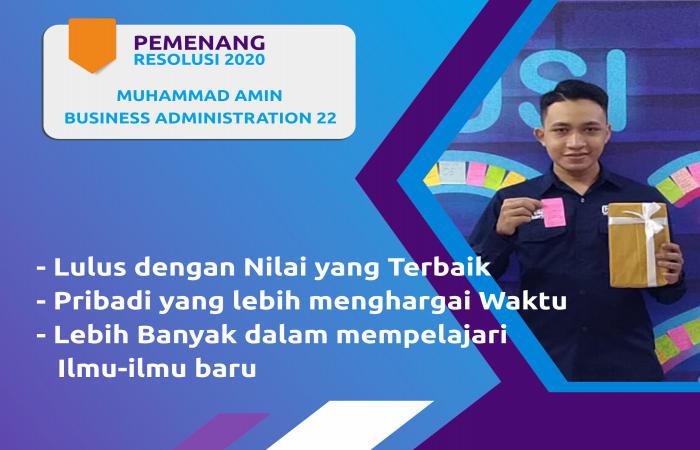 PEMENANG
RESOLUSI 2020
MUHAMMAD AMIN
BUSINESS ADMINISTRATION 22
USI
- Lulus dengan Nilai yang Terbaik
- Pribadi yang lebih menghargai Waktu
- Lebih Banyak dalam mempelajari
Ilmu-ilmu baru